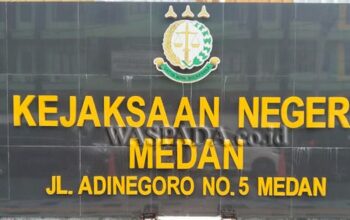 KEJAKSAAN NEGER
WASPADA.co.id
MEDAN
JL. ADINEGORO NO. 5 MEDAN